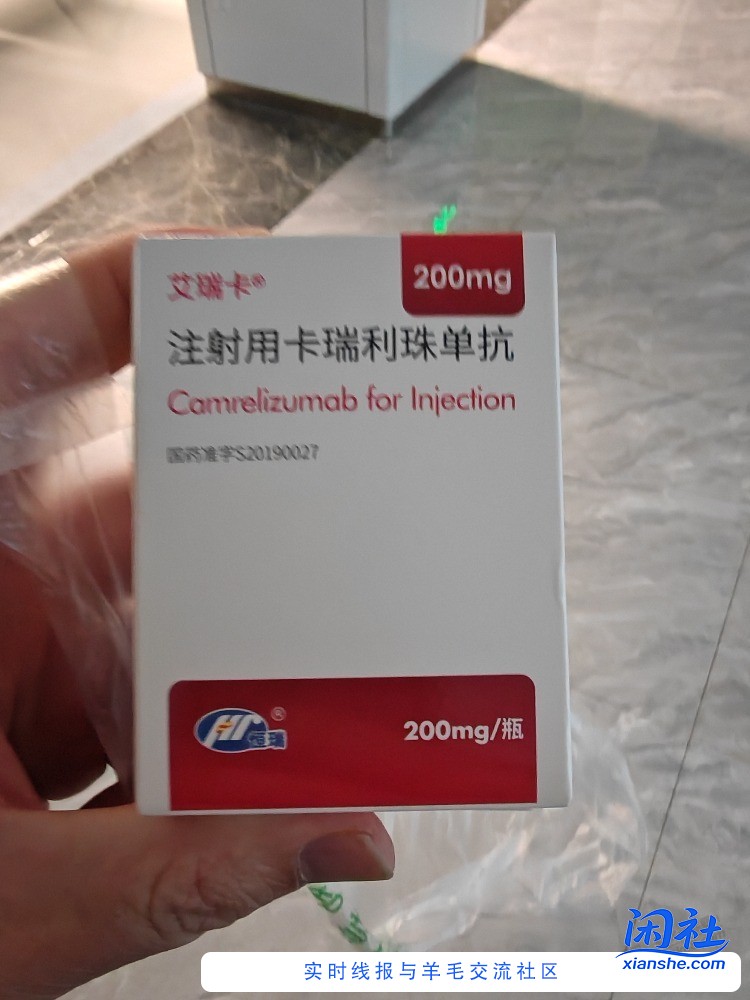 200mg
艾瑞卡®
注射用卡瑞利珠单抗
Camrelizumab for Injection
国药准字S20190027
HR
恒瑞
®
200mg/瓶
闲社
xianshe.com
实时线报与羊毛交流社区